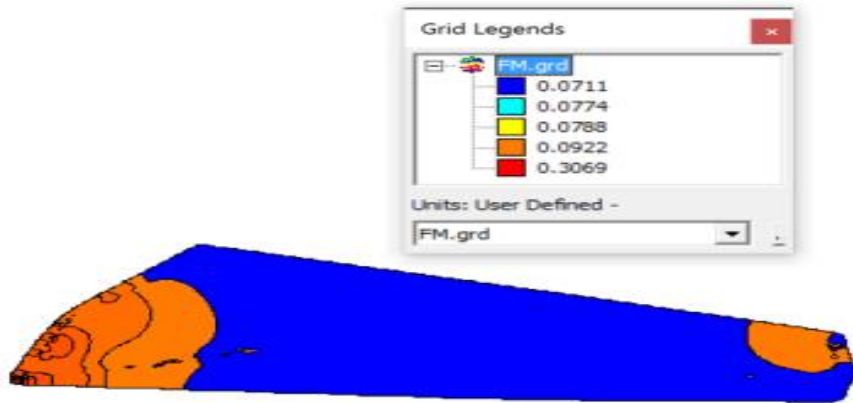 Grid Legends
FM.grd
0.0711
0.0774
0.0788
0.0922
0.3069
Units: User Defined -
FM.grd